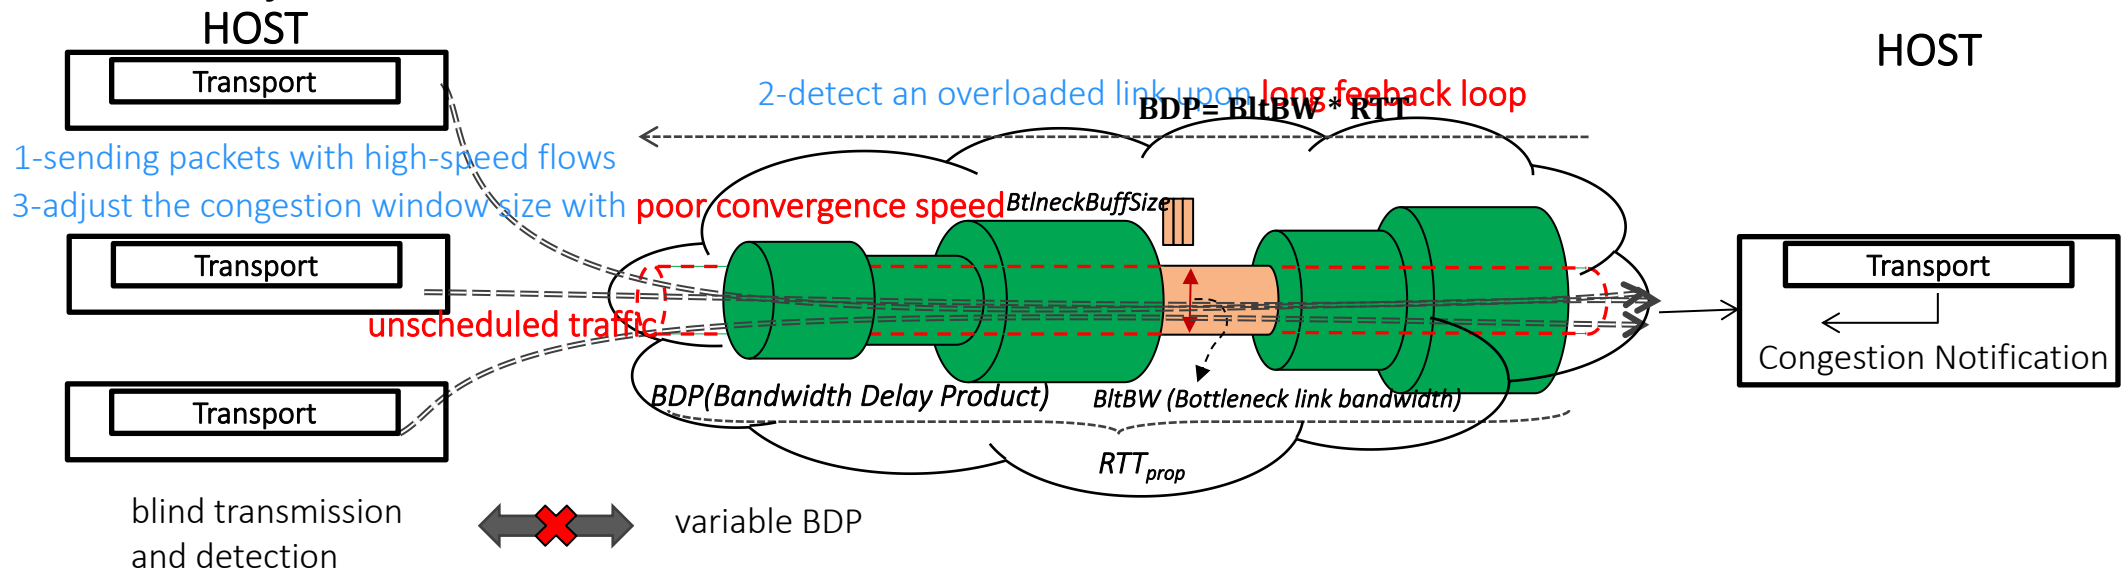 HOST
HOST
Transport
2-detect an overloaded link upon long feeback loop
BDP= BltBW * RTT
1-sending packets with high-speed flows
3-adjust the congestion window size with poor convergence speed
BtlneckBuffSize
Transport
Transport
unscheduled traffic
Congestion Notification
BDP(Bandwidth Delay Product)
BltBW (Bottleneck link bandwidth)
Transport
RTTprop
blind transmission
and detection
variable BDP